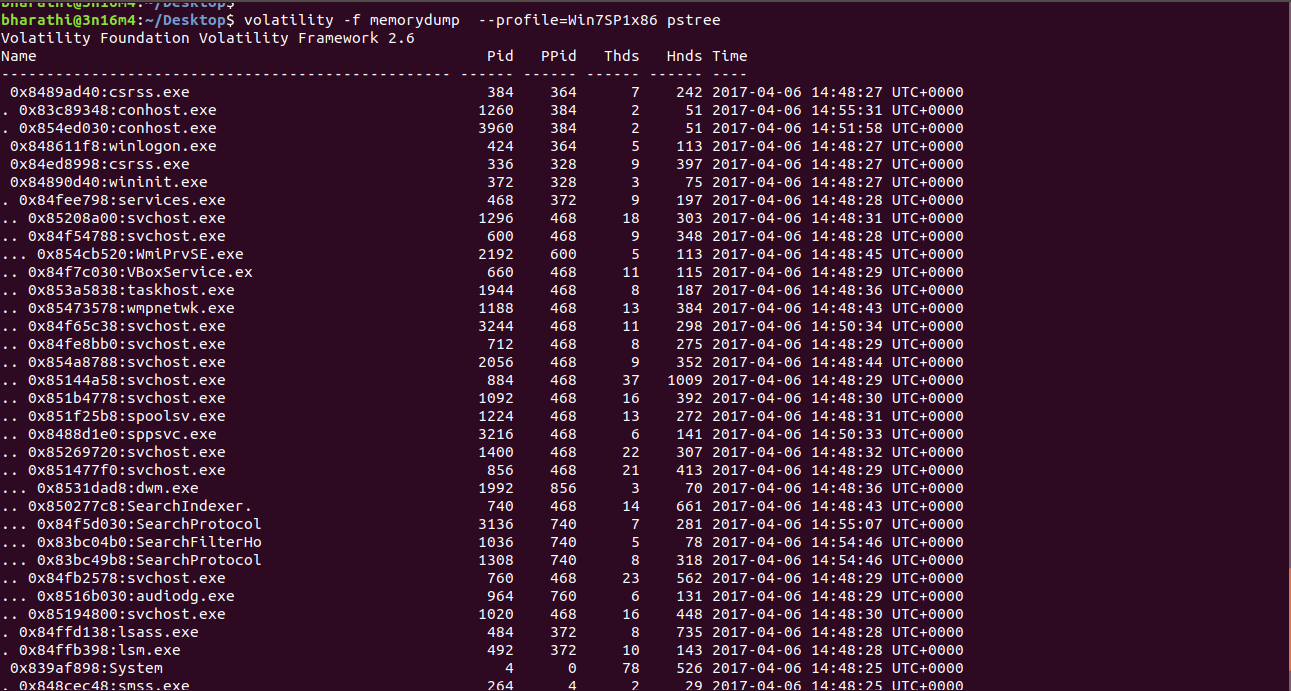 bharathi@3n16m4:~/Desktop$
bharathi@3n16m4:~/Desktop$ volatility -f memorydump  --profile=Win7SP1x86 pstree
Volatility Foundation Volatility Framework 2.6
Name                                                  Pid   PPid   Thds   Hnds Time
-------------------------------------------------- ------ ------ ------ ------ ----
 0x8489ad40:csrss.exe                                 384    364      7    242 2017-04-06 14:48:27 UTC+0000
. 0x83c89348:conhost.exe                             1260    384      2     51 2017-04-06 14:55:31 UTC+0000
. 0x854ed030:conhost.exe                             3960    384      2     51 2017-04-06 14:51:58 UTC+0000
 0x848611f8:winlogon.exe                              424    364      5    113 2017-04-06 14:48:27 UTC+0000
 0x84ed8998:csrss.exe                                 336    328      9    397 2017-04-06 14:48:27 UTC+0000
 0x84890d40:wininit.exe                               372    328      3     75 2017-04-06 14:48:27 UTC+0000
. 0x84fee798:services.exe                             468    372      9    197 2017-04-06 14:48:28 UTC+0000
.. 0x85208a00:svchost.exe                            1296    468     18    303 2017-04-06 14:48:31 UTC+0000
.. 0x84f54788:svchost.exe                             600    468      9    348 2017-04-06 14:48:28 UTC+0000
... 0x854cb520:WmiPrvSE.exe                          2192    600      5    113 2017-04-06 14:48:45 UTC+0000
.. 0x84f7c030:VBoxService.ex                          660    468     11    115 2017-04-06 14:48:29 UTC+0000
.. 0x853a5838:taskhost.exe                           1944    468      8    187 2017-04-06 14:48:36 UTC+0000
.. 0x85473578:wmpnetwk.exe                           1188    468     13    384 2017-04-06 14:48:43 UTC+0000
.. 0x84f65c38:svchost.exe                            3244    468     11    298 2017-04-06 14:50:34 UTC+0000
.. 0x84fe8bb0:svchost.exe                             712    468      8    275 2017-04-06 14:48:29 UTC+0000
.. 0x854a8788:svchost.exe                            2056    468      9    352 2017-04-06 14:48:44 UTC+0000
.. 0x85144a58:svchost.exe                             884    468     37   1009 2017-04-06 14:48:29 UTC+0000
.. 0x851b4778:svchost.exe                            1092    468     16    392 2017-04-06 14:48:30 UTC+0000
.. 0x851f25b8:spoolsv.exe                            1224    468     13    272 2017-04-06 14:48:31 UTC+0000
.. 0x8488d1e0:sppsvc.exe                             3216    468      6    141 2017-04-06 14:50:33 UTC+0000
.. 0x85269720:svchost.exe                            1400    468     22    307 2017-04-06 14:48:32 UTC+0000
.. 0x851477f0:svchost.exe                             856    468     21    413 2017-04-06 14:48:29 UTC+0000
... 0x8531dad8:dwm.exe                               1992    856      3     70 2017-04-06 14:48:36 UTC+0000
.. 0x850277c8:SearchIndexer.                          740    468     14    661 2017-04-06 14:48:43 UTC+0000
... 0x84f5d030:SearchProtocol                        3136    740      7    281 2017-04-06 14:55:07 UTC+0000
... 0x83bc04b0:SearchFilterHo                        1036    740      5     78 2017-04-06 14:54:46 UTC+0000
... 0x83bc49b8:SearchProtocol                        1308    740      8    318 2017-04-06 14:54:46 UTC+0000
.. 0x84fb2578:svchost.exe                             760    468     23    562 2017-04-06 14:48:29 UTC+0000
... 0x8516b030:audiodg.exe                            964    760      6    131 2017-04-06 14:48:29 UTC+0000
.. 0x85194800:svchost.exe                            1020    468     16    448 2017-04-06 14:48:30 UTC+0000
. 0x84ffd138:lsass.exe                                484    372      8    735 2017-04-06 14:48:28 UTC+0000
. 0x84ffb398:lsm.exe                                  492    372     10    143 2017-04-06 14:48:28 UTC+0000
 0x839af898:System                                      4      0     78    526 2017-04-06 14:48:25 UTC+0000
. 0x848cec48:smss.exe                                 264      4      2     29 2017-04-06 14:48:25 UTC+0000